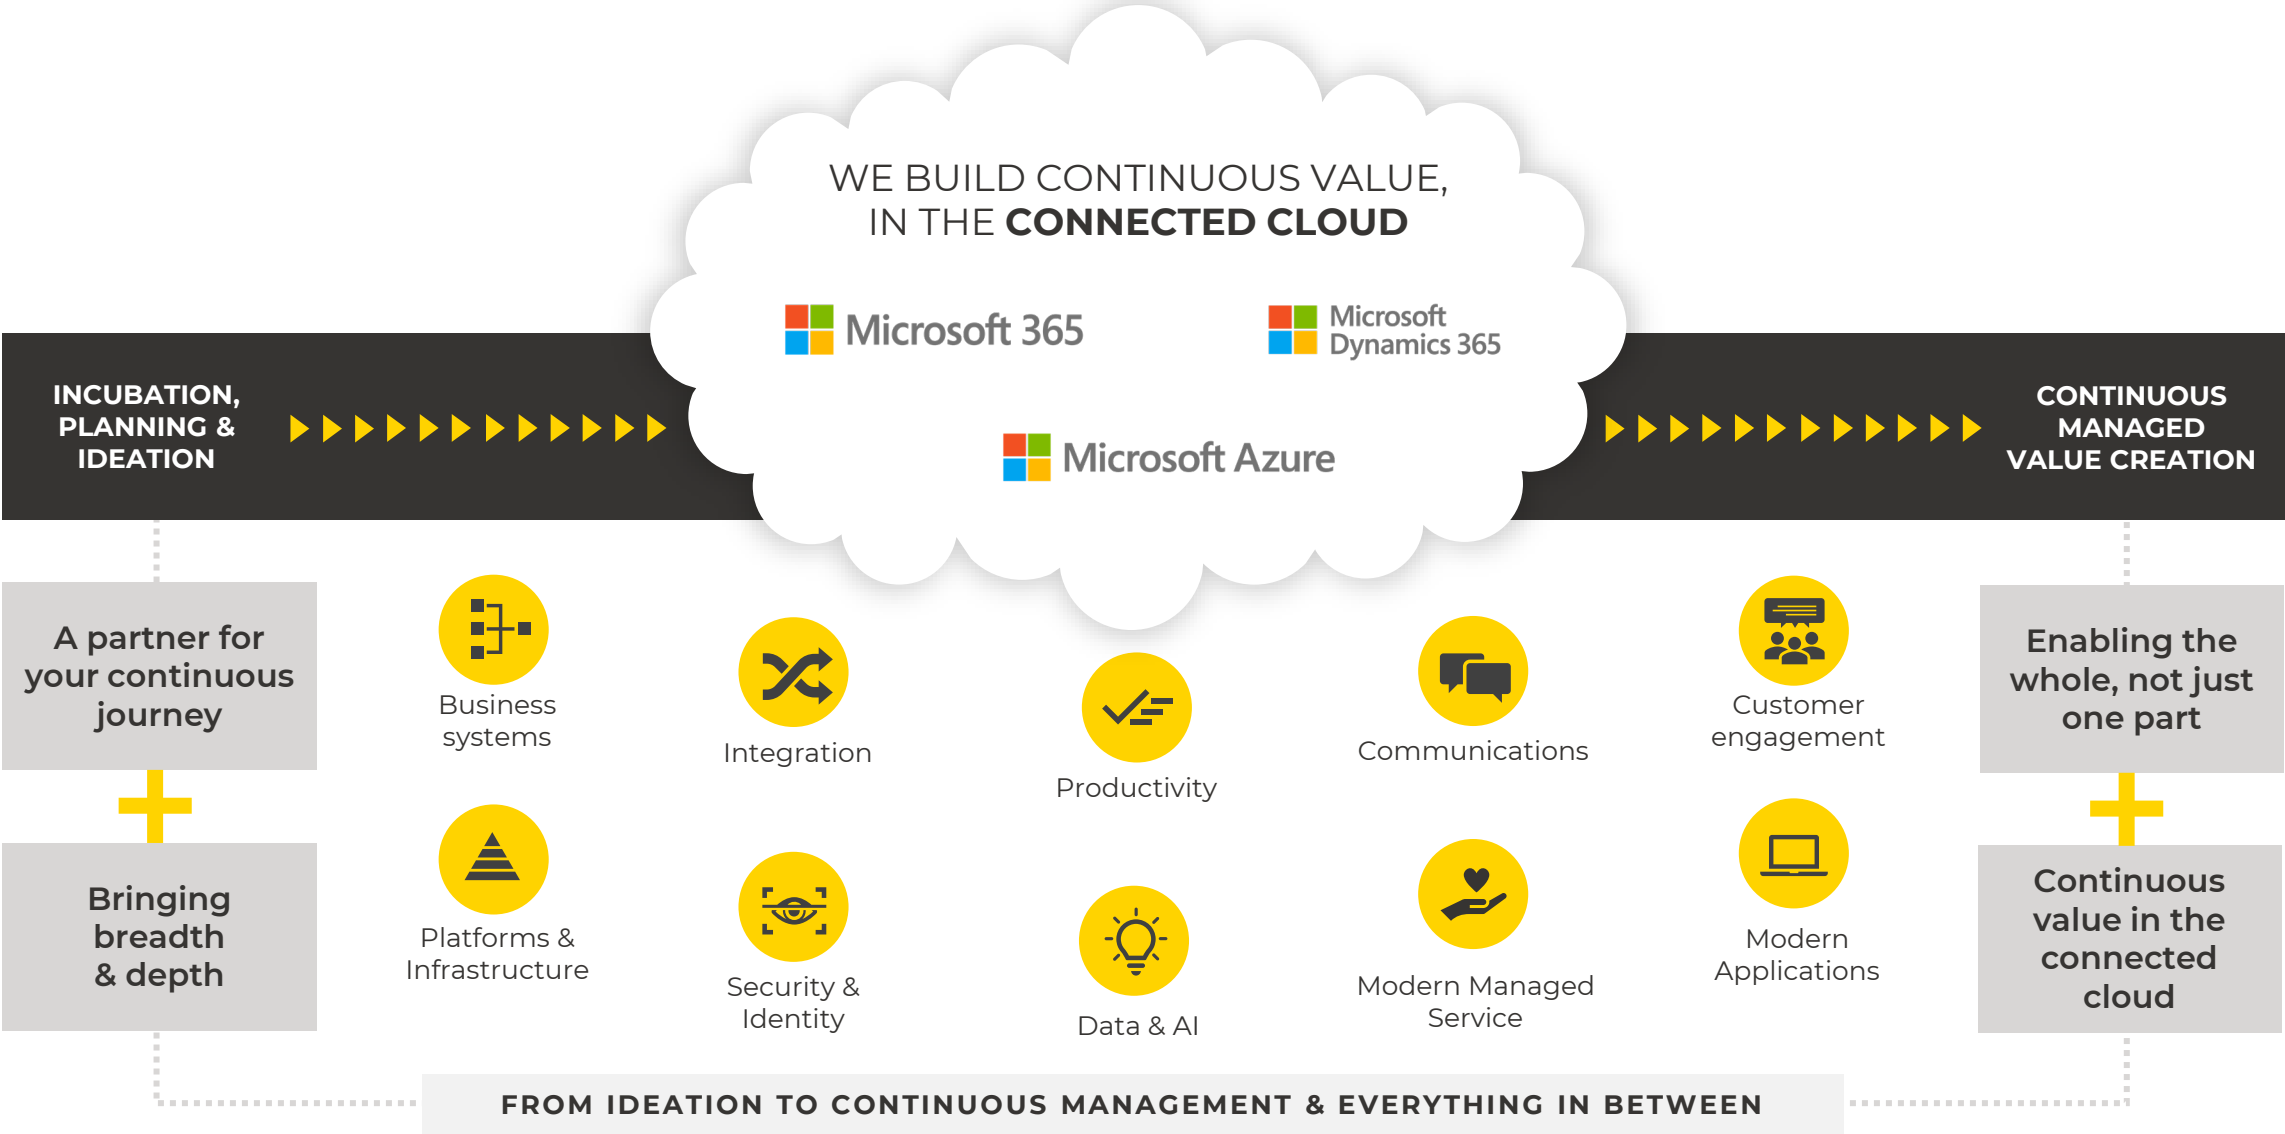 WE BUILD CONTINUOUS VALUE,
IN THE CONNECTED CLOUD
Microsoft 365
Microsoft
Dynamics 365
Microsoft Azure
INCUBATION,
PLANNING &
IDEATION
CONTINUOUS
MANAGED
VALUE CREATION
A partner for
your continuous
journey
Bringing
breadth
& depth
Business
systems
Integration
Productivity
Communications
Customer
engagement
Platforms &
Infrastructure
Security &
Identity
Data & AI
Modern Managed
Service
Modern
Applications
Enabling the
whole, not just
one part
Continuous
value in the
connected
cloud
FROM IDEATION TO CONTINUOUS MANAGEMENT & EVERYTHING IN BETWEEN